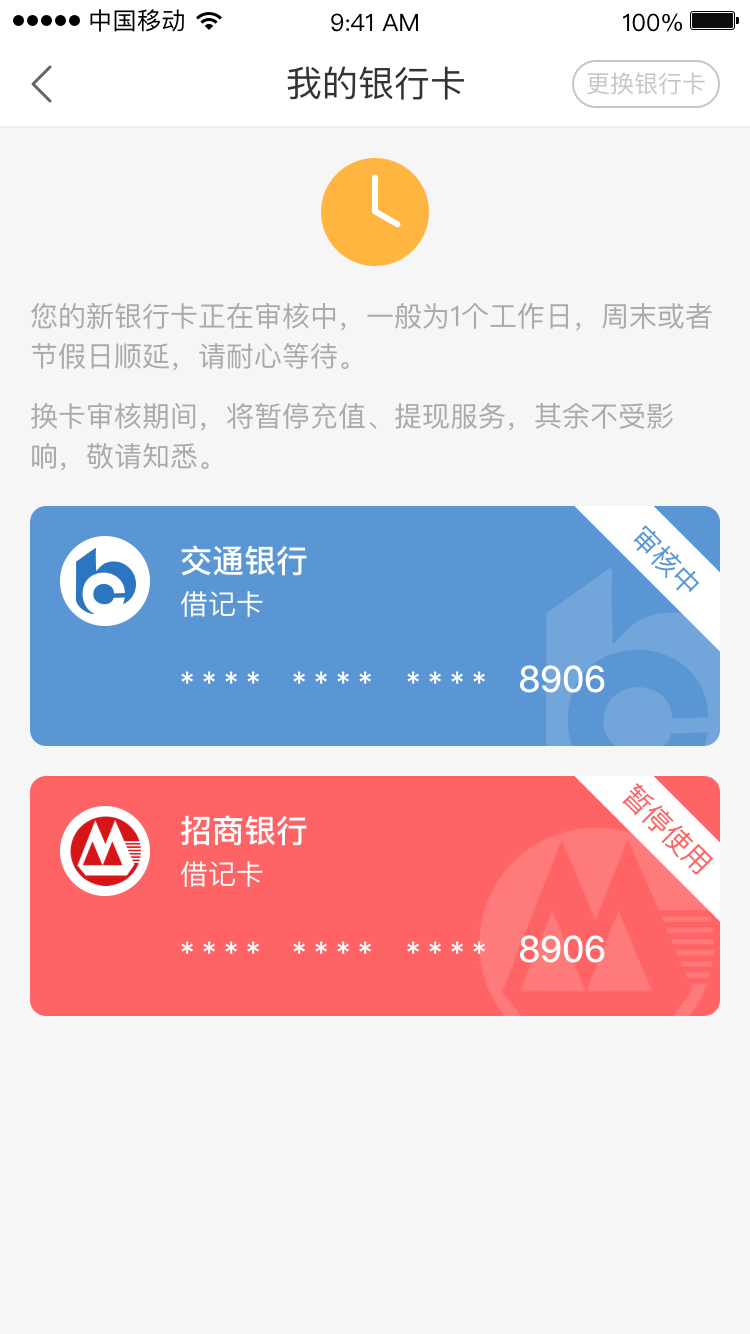 中国移动 9:41 AM 100%
我的银行卡 更换银行卡
您的新银行卡正在审核中，一般为1个工作日，周末或者
节假日顺延，请耐心等待。
换卡审核期间，将暂停充值、提现服务，其余不受影
响，敬请知悉。
审核中
交通银行
借记卡
**** **** **** 8906
暂停使用
招商银行
借记卡
**** **** **** 8906